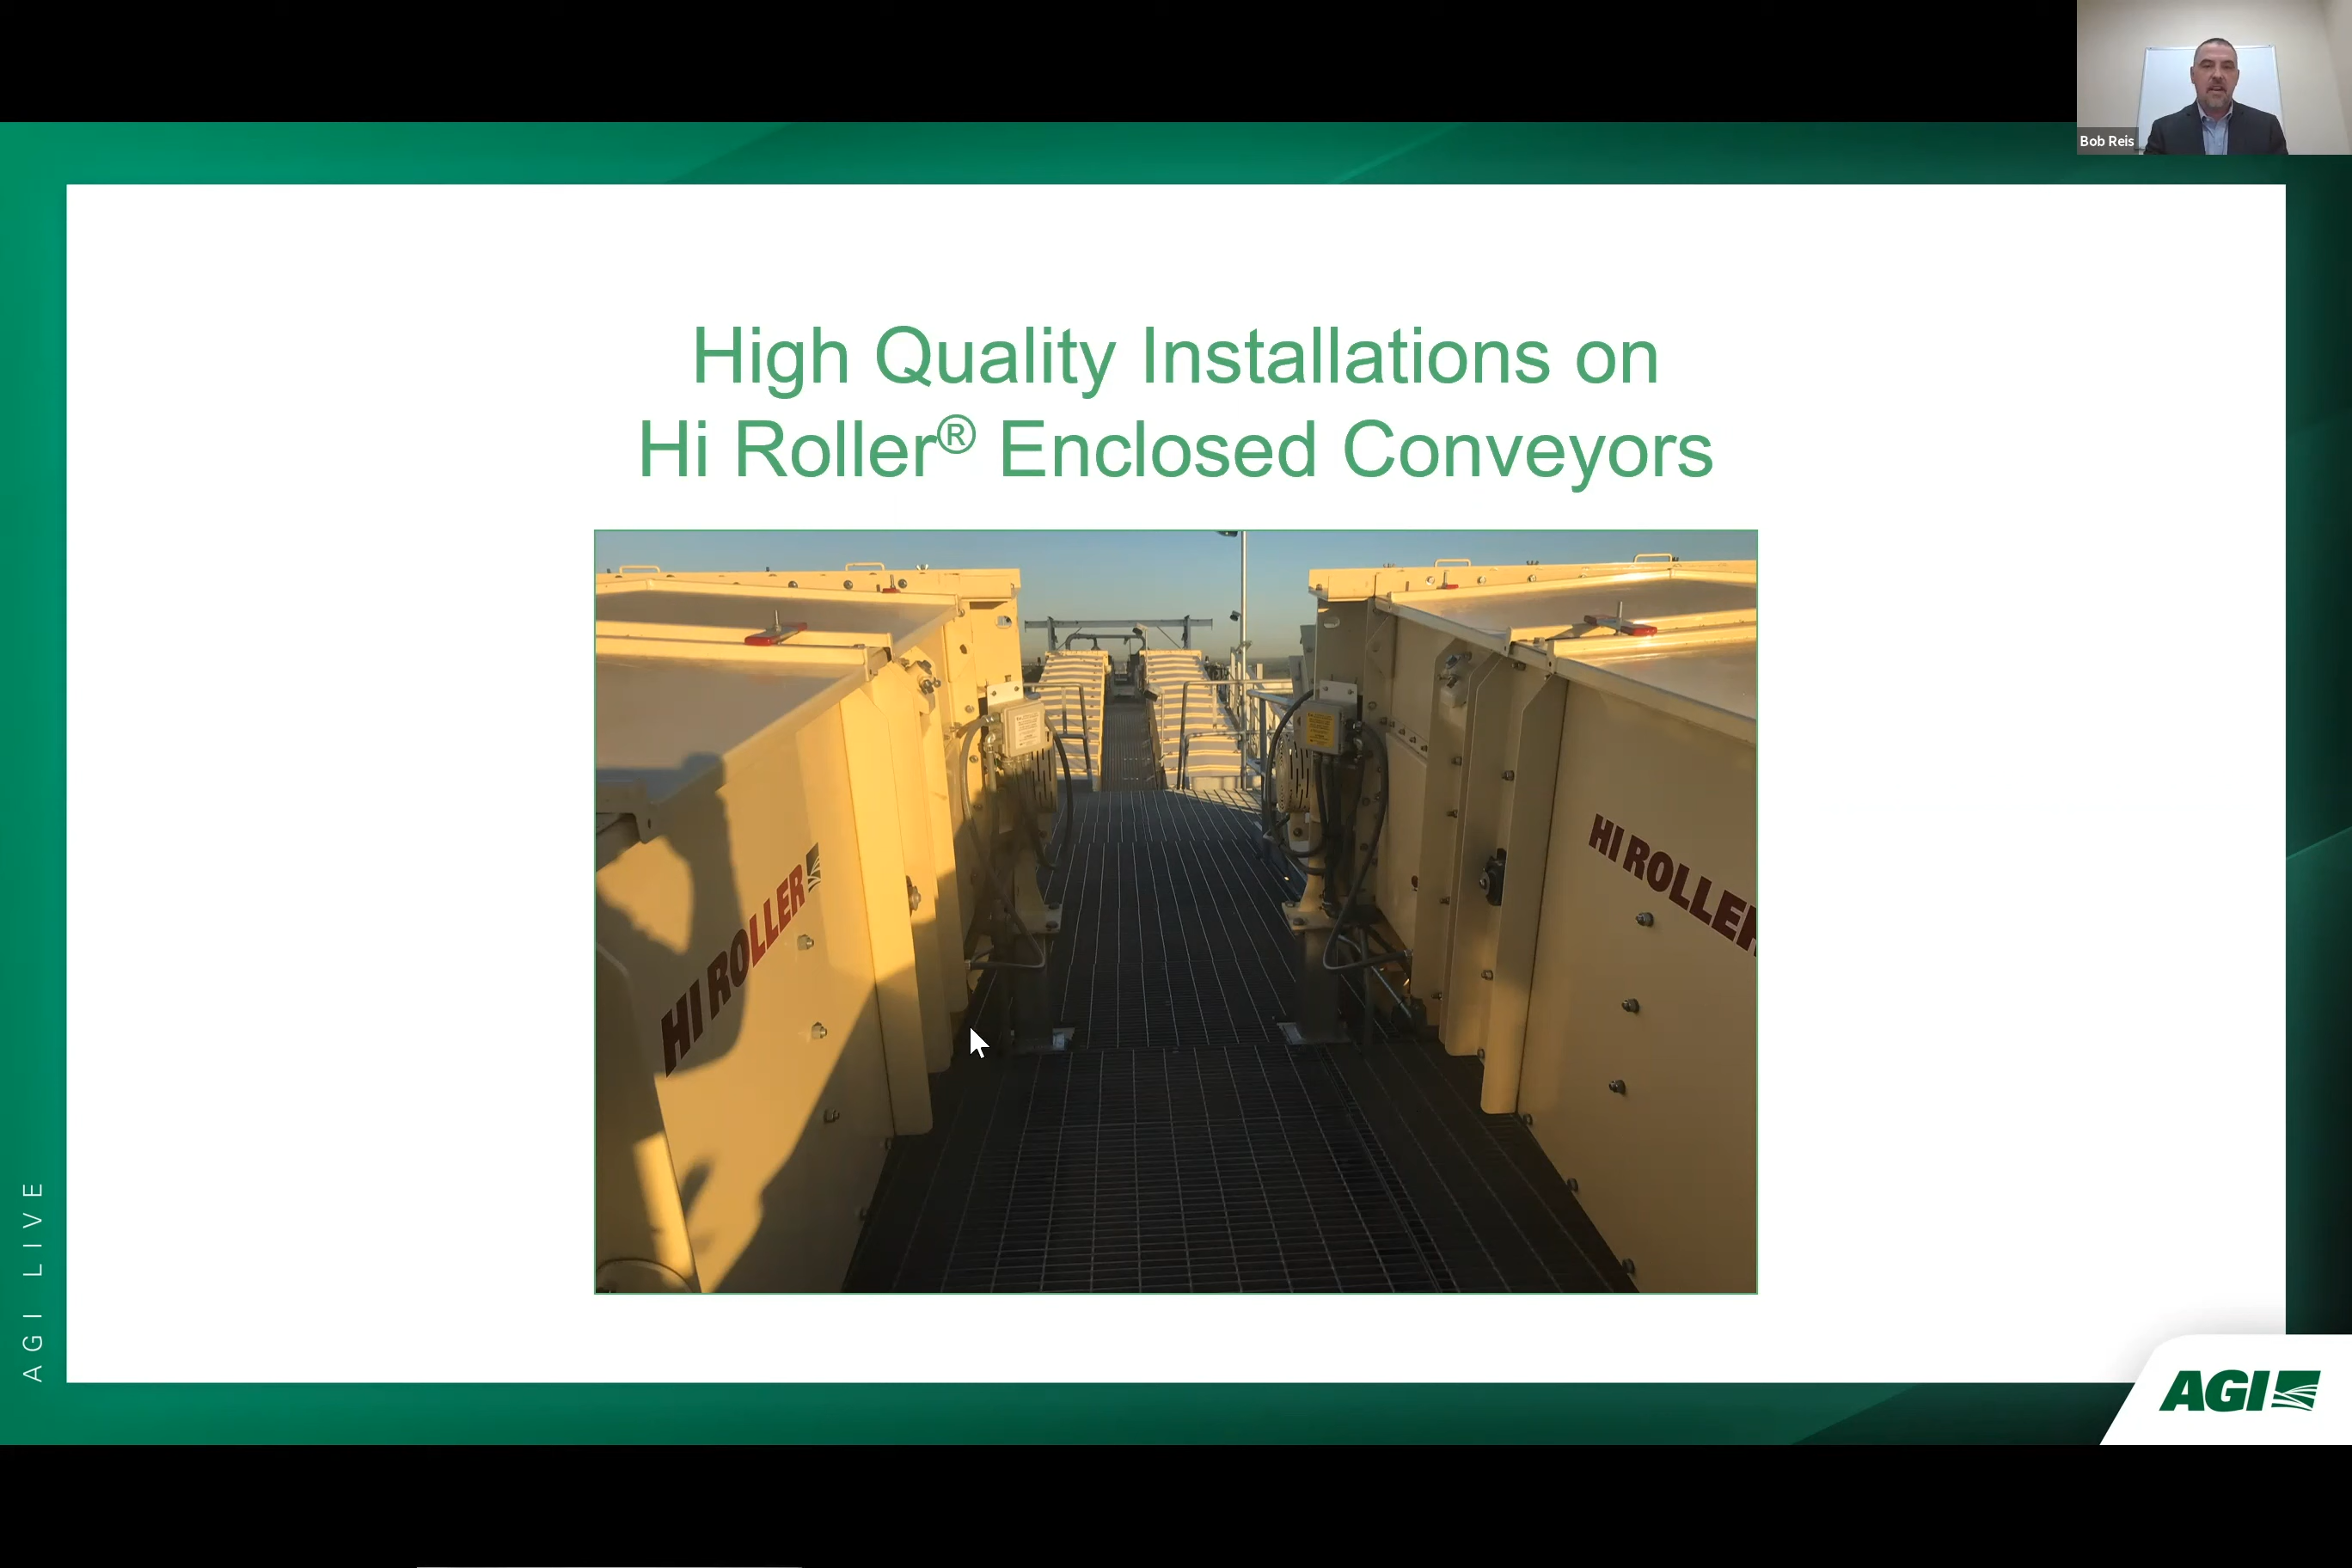 Bob Reis
High Quality Installations on
Hi Roller® Enclosed Conveyors
HI ROLLER
HI ROLLER
AGI LIVE
AGI